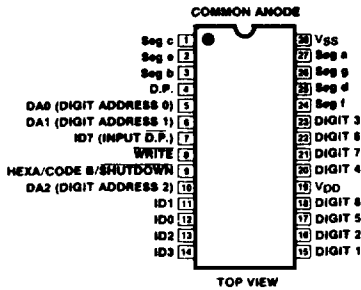 COMMON ANODE
Seg c 1
Seg e 2
Seg b 3
D.P. 4
DA0 (DIGIT ADDRESS 0) 5
DA1 (DIGIT ADDRESS 1) 6
ID7 (INPUT D.P.) 7
WRITE 8
HEXA/CODE B/SHUTDOWN 9
DA2 (DIGIT ADDRESS 2) 10
ID1 11
ID0 12
ID2 13
ID3 14
28 VSS
27 Seg a
26 Seg g
25 Seg d
24 Seg f
23 DIGIT 3
22 DIGIT 6
21 DIGIT 7
20 DIGIT 4
19 VDD
18 DIGIT 8
17 DIGIT 5
16 DIGIT 2
15 DIGIT 1
TOP VIEW